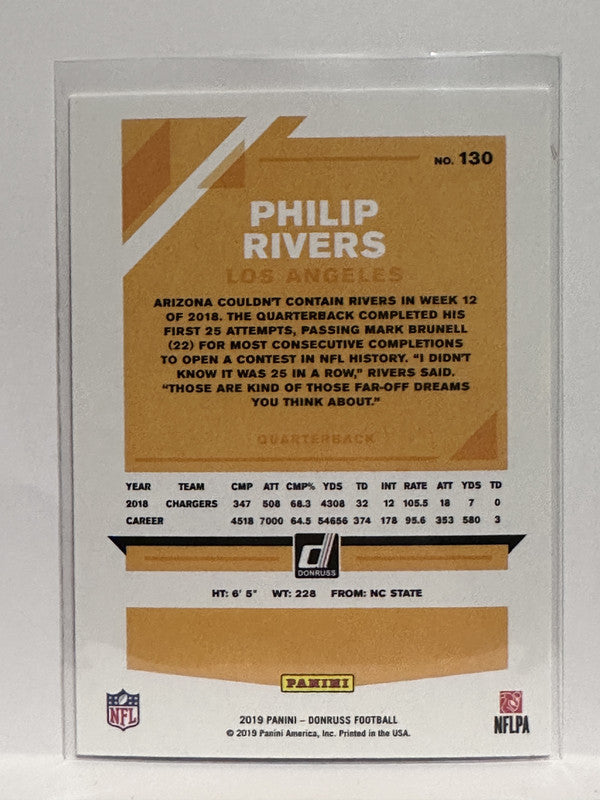 NO. 130
PHILIP
RIVERS
LOS ANGELES
ARIZONA COULDN'T CONTAIN RIVERS IN WEEK 12
OF 2018. THE QUARTERBACK COMPLETED HIS
FIRST 25 ATTEMPTS, PASSING MARK BRUNELL
(22) FOR MOST CONSECUTIVE COMPLETIONS
TO OPEN A CONTEST IN NFL HISTORY. "I DIDN'T
KNOW IT WAS 25 IN A ROW," RIVERS SAID.
"THOSE ARE KIND OF THOSE FAR-OFF DREAMS
YOU THINK ABOUT."
QUARTERBACK
YEAR TEAM CMP ATT CMP% YDS TD INT RATE ATT YDS TD
2018 CHARGERS 347 508 68.3 4308 32 12 105.5 18 7 0
CAREER 4518 7000 64.5 54656 374 178 95.6 353 580 3
d
DONRUSS
HT: 6' 5" WT: 228 FROM: NC STATE
PANINI
NFL
2019 PANINI – DONRUSS FOOTBALL
© 2019 Panini America, Inc. Printed in the USA.
NFLPA